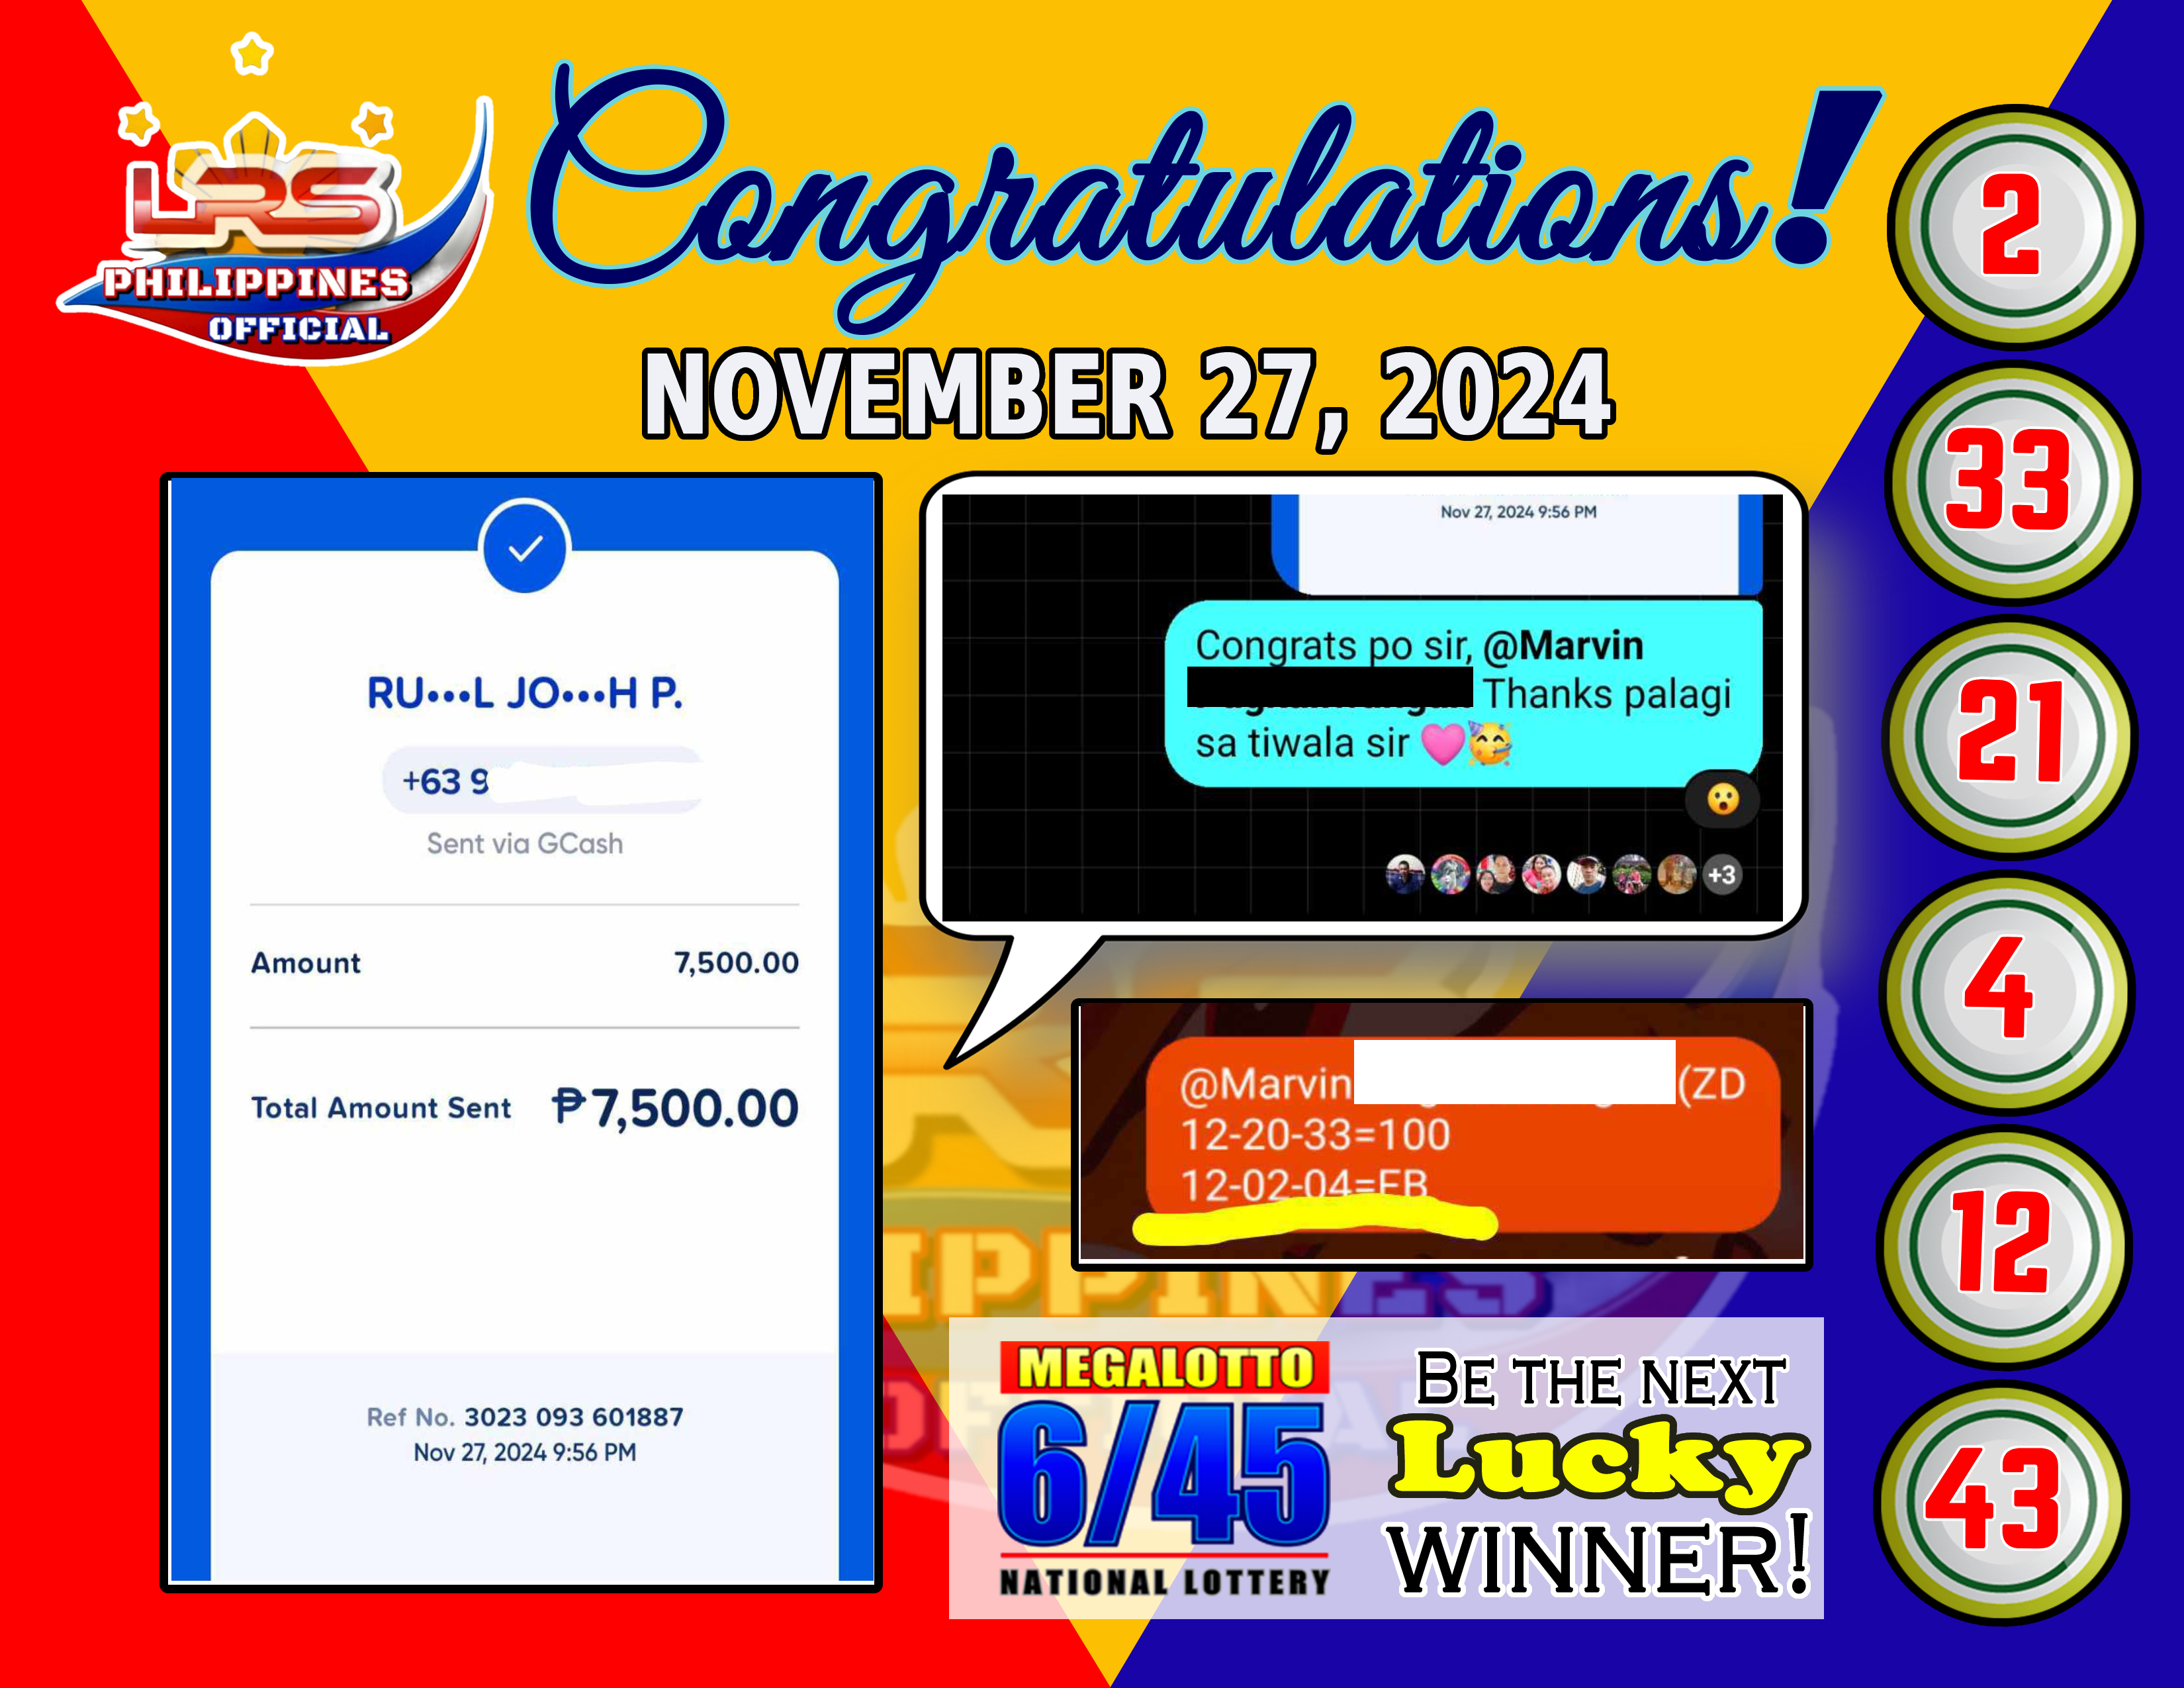 LRS
PHILIPPINES
OFFICIAL
Congratulations!
NOVEMBER 27, 2024
RU•••L JO•••H P.
+63 9
Sent via GCash
Amount 7,500.00
Total Amount Sent ₱7,500.00
Ref No. 3023 093 601887
Nov 27, 2024 9:56 PM
Nov 27, 2024 9:56 PM
Congrats po sir, @Marvin
Thanks palagi
sa tiwala sir 🩷🥳
😮
+3
@Marvin (ZD
12-20-33=100
12-02-04=FB
MEGALOTTO
6/45
NATIONAL LOTTERY
BE THE NEXT
Lucky
WINNER!
2
33
21
4
12
43